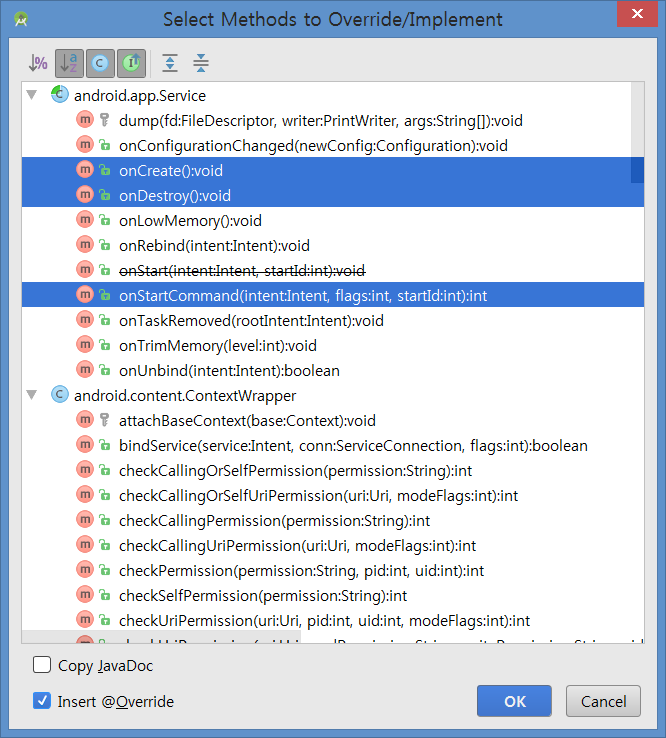 Select Methods to Override/Implement
android.app.Service
dump(fd:FileDescriptor, writer:PrintWriter, args:String[]):void
onConfigurationChanged(newConfig:Configuration):void
onCreate():void
onDestroy():void
onLowMemory():void
onRebind(intent:Intent):void
onStart(intent:Intent, startId:int):void
onStartCommand(intent:Intent, flags:int, startId:int):int
onTaskRemoved(rootIntent:Intent):void
onTrimMemory(level:int):void
onUnbind(intent:Intent):boolean
android.content.ContextWrapper
attachBaseContext(base:Context):void
bindService(service:Intent, conn:ServiceConnection, flags:int):boolean
checkCallingOrSelfPermission(permission:String):int
checkCallingOrSelfUriPermission(uri:Uri, modeFlags:int):int
checkCallingPermission(permission:String):int
checkCallingUriPermission(uri:Uri, modeFlags:int):int
checkPermission(permission:String, pid:int, uid:int):int
checkSelfPermission(permission:String):int
checkUriPermission(uri:Uri, pid:int, uid:int, modeFlags:int):int
Copy JavaDoc
Insert @Override
OK
Cancel